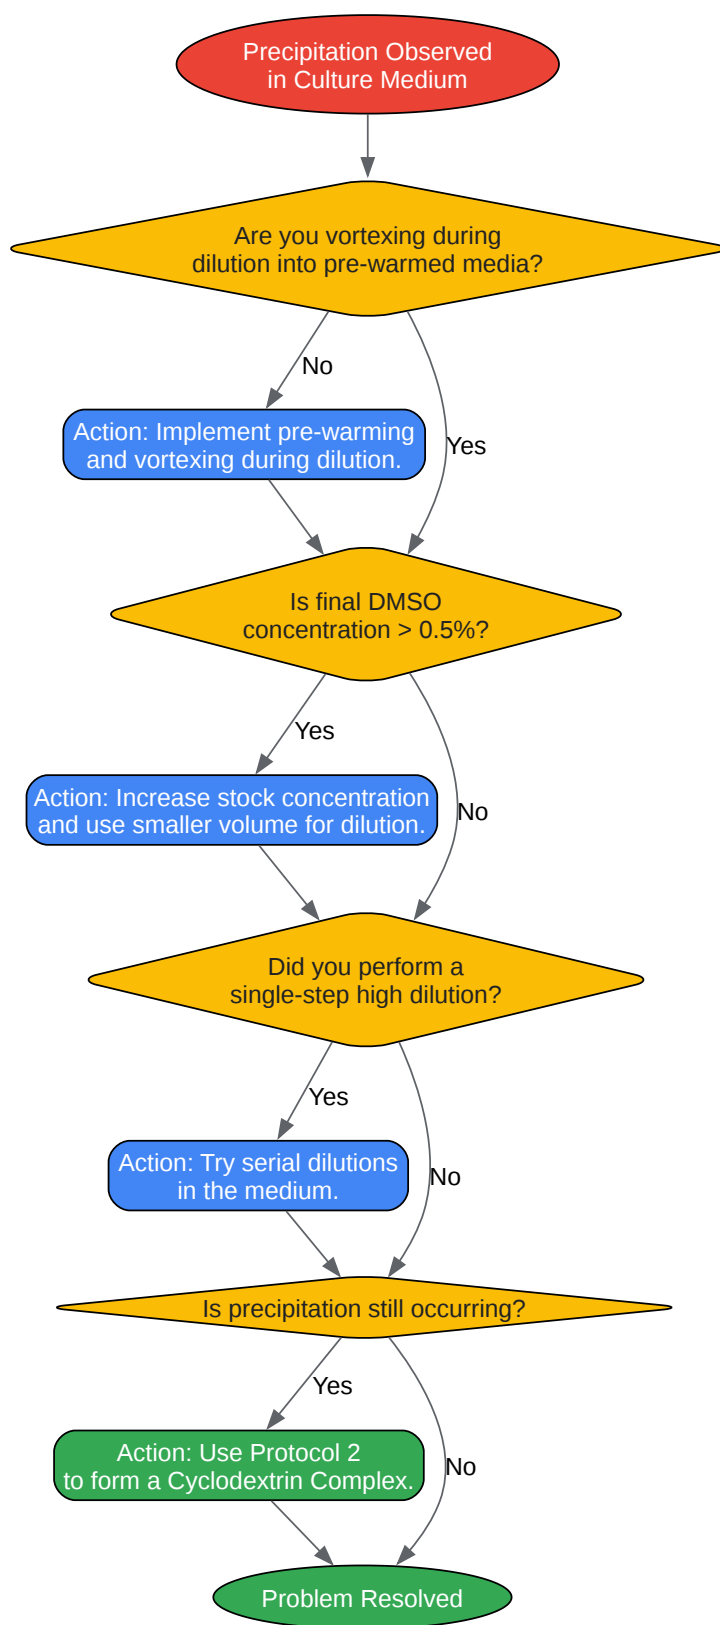 Precipitation Observed
in Culture Medium
Are you vortexing during
dilution into pre-warmed media?
No
Action: Implement pre-warming
and vortexing during dilution.
Yes
Is final DMSO
concentration > 0.5%?
Yes
Action: Increase stock concentration
and use smaller volume for dilution.
No
Did you perform a
single-step high dilution?
Yes
Action: Try serial dilutions
in the medium.
No
Is precipitation still occurring?
Yes
Action: Use Protocol 2
to form a Cyclodextrin Complex.
No
Problem Resolved